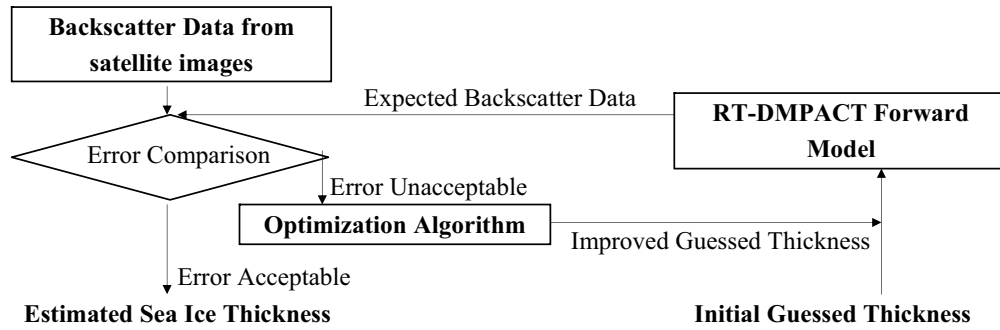 Backscatter Data from
satellite images
Expected Backscatter Data
RT-DMPACT Forward
Model
Error Comparison
Error Unacceptable
Optimization Algorithm
Improved Guessed Thickness
Error Acceptable
Estimated Sea Ice Thickness
Initial Guessed Thickness